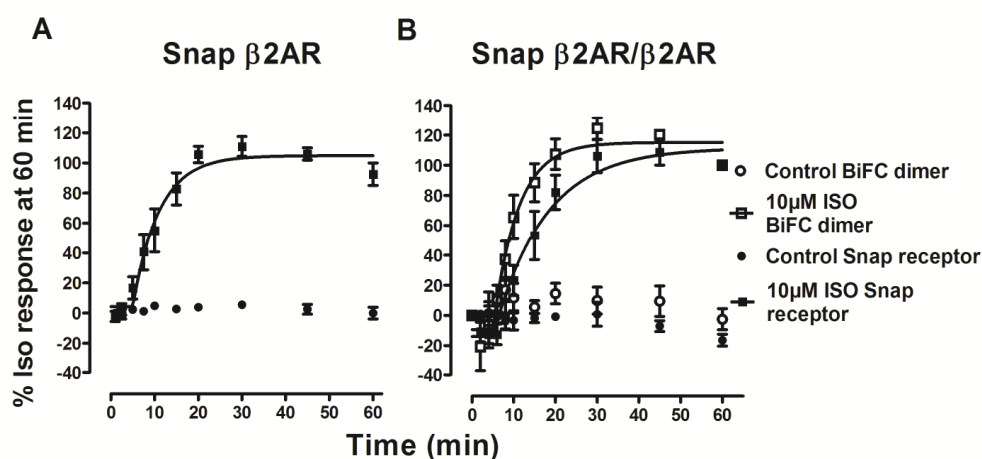 A
Snap β2AR
B
Snap β2AR/β2AR
% Iso response at 60 min
140
120
100
80
60
40
20
0
-20
-40
0
10
20
30
40
50
60
140
120
100
80
60
40
20
0
-20
-40
0
10
20
30
40
50
60
Time (min)
Control BiFC dimer
10µM ISO
BiFC dimer
Control Snap receptor
10µM ISO Snap
receptor